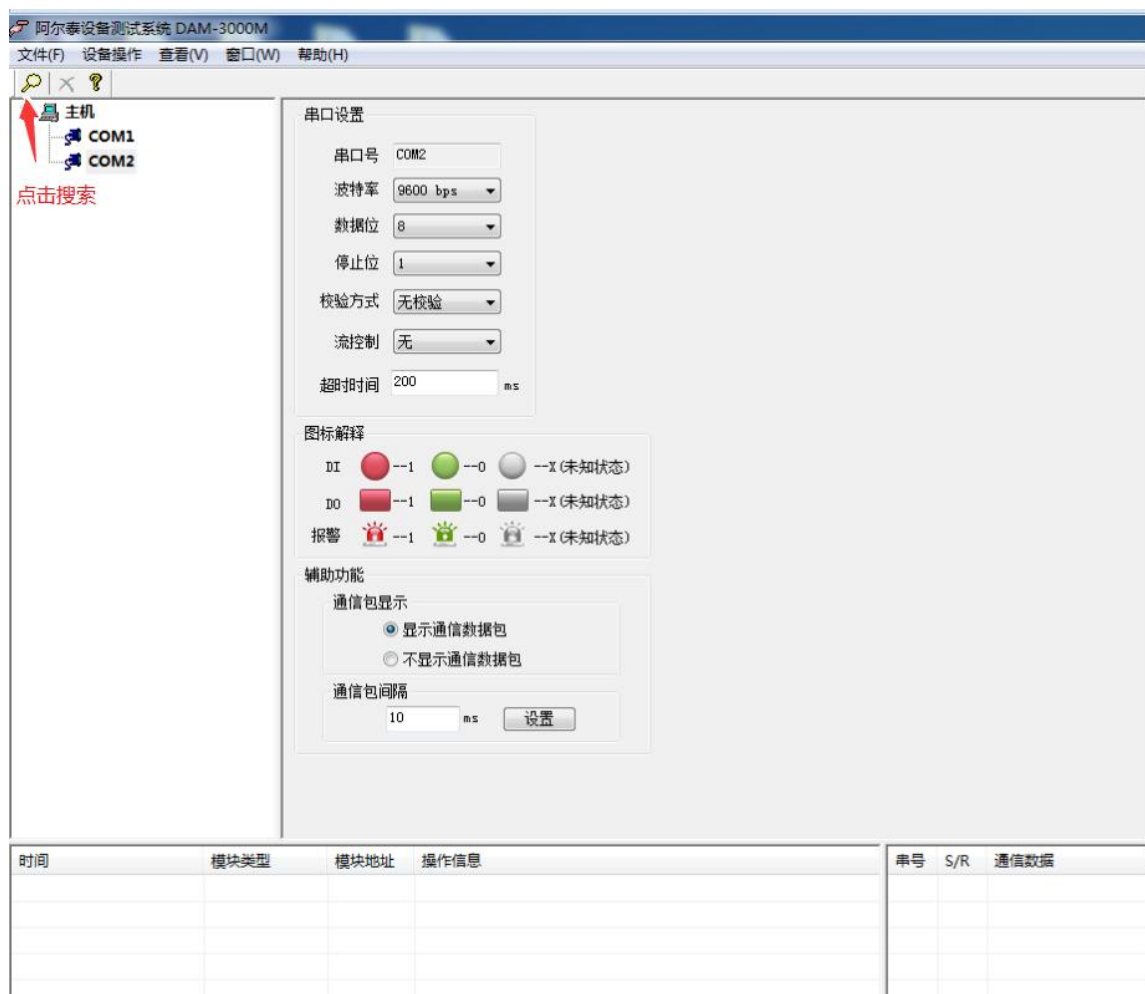 阿尔泰设备测试系统 DAM-3000M
文件(F) 设备操作 查看(V) 窗口(W) 帮助(H)
主机
COM1
COM2
点击搜索
串口设置
串口号 COM2
波特率 9600 bps
数据位 8
停止位 1
校验方式 无校验
流控制 无
超时时间 200 ms
图标解释
DI --1 --0 --X(未知状态)
DO --1 --0 --X(未知状态)
报警 --1 --0 --X(未知状态)
辅助功能
通信包显示
显示通信数据包
不显示通信数据包
通信包间隔
10 ms 设置
时间 模块类型 模块地址 操作信息 串号 S/R 通信数据